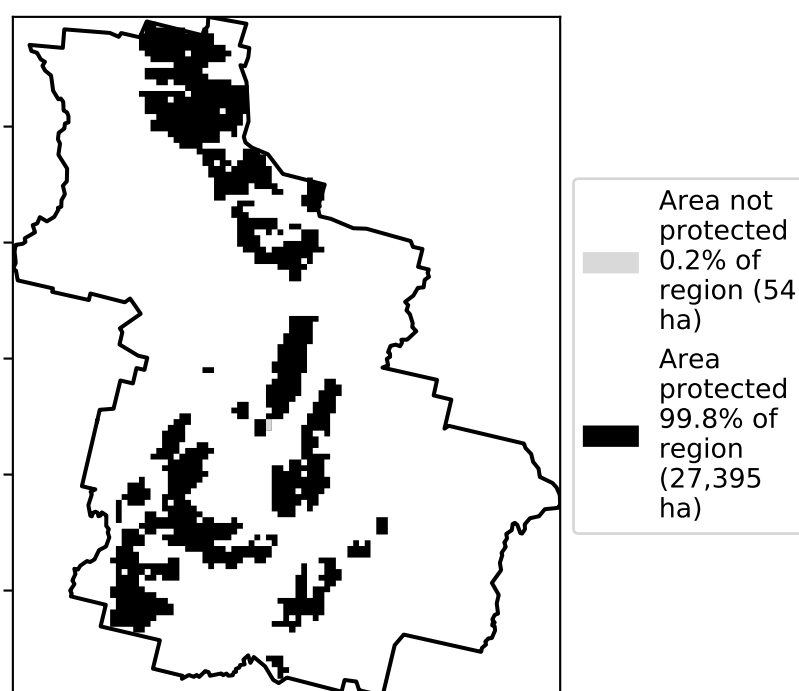 Area not
protected
0.2% of
region (54
ha)
Area
protected
99.8% of
region
(27,395
ha)